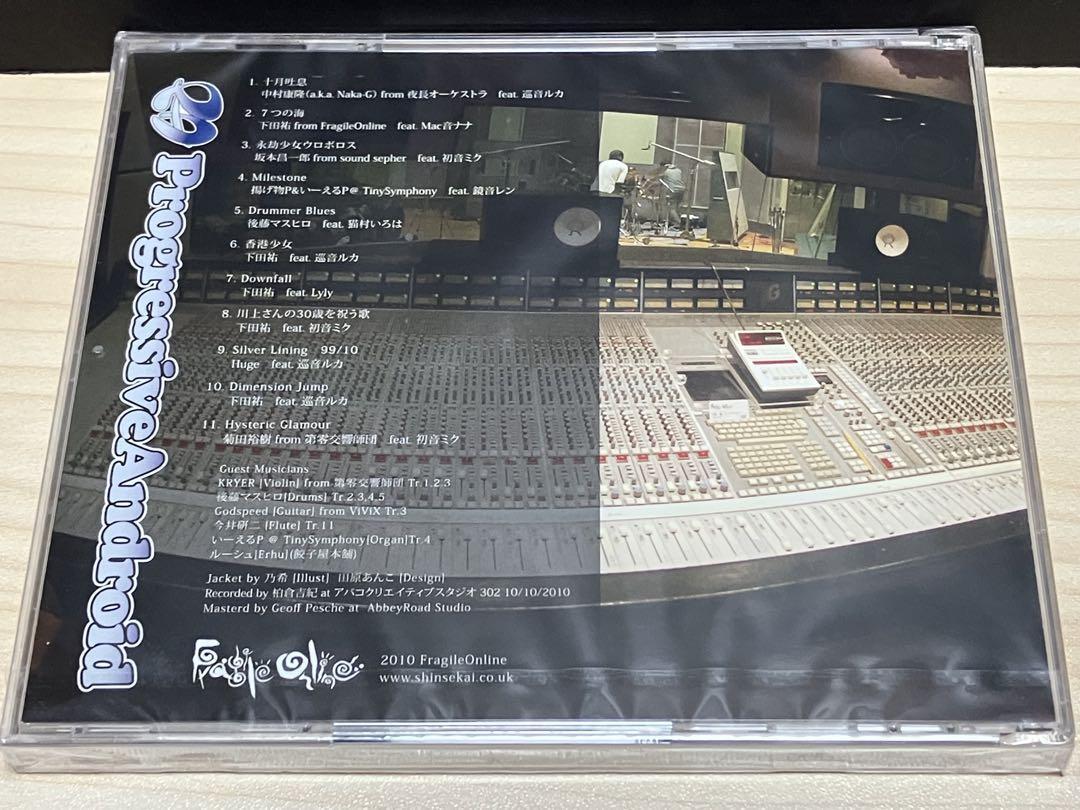 ProgressiveAndroid
1. 十月吐息
中村康隆(a.k.a. Naka-G) from 夜長オーケストラ feat. 巡音ルカ
2. 7つの海
下田祐 from FragileOnline feat. Mac音ナナ
3. 永劫少女ウロボロス
坂本昌一郎 from sound sepher feat. 初音ミク
4. Milestone
揚げ物P&いーえるP@ TinySymphony feat. 鏡音レン
5. Drummer Blues
後藤マスヒロ feat. 猫村いろは
6. 香港少女
下田祐 feat. 巡音ルカ
7. Downfall
下田祐 feat. Lyly
8. 川上さんの30歳を祝う歌
下田祐 feat. 初音ミク
9. Silver Lining 99/10
Huge feat. 巡音ルカ
10. Dimension Jump
下田祐 feat. 巡音ルカ
11. Hysteric Glamour
菊田裕樹 from 第零交響師団 feat. 初音ミク
Guest Musicians
KRYER [Violin] from 第零交響師団 Tr.1.2.3
後藤マスヒロ[Drums] Tr.2,3,4,5
Godspeed [Guitar] from ViViX Tr.3
今井研二 [Flute] Tr.11
いーえるP @ TinySymphony[Organ]Tr.4
ルーシュ[Erhu](餃子屋本舗)
Jacket by 乃希 [Illust] 田原あんこ [Design]
Recorded by 柏倉吉紀 at アバコクリエイティブスタジオ 302 10/10/2010
Masterd by Geoff Pesche at AbbeyRoad Studio
Fragile Online
2010 FragileOnline
www.shinsekai.co.uk